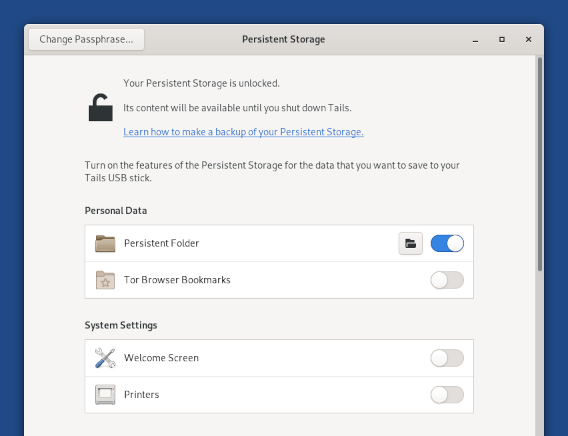 Change Passphrase...
Persistent Storage
Your Persistent Storage is unlocked.
Its content will be available until you shut down Tails.
Learn how to make a backup of your Persistent Storage.
Turn on the features of the Persistent Storage for the data that you want to save to your
Tails USB stick.
Personal Data
Persistent Folder
Tor Browser Bookmarks
System Settings
Welcome Screen
Printers